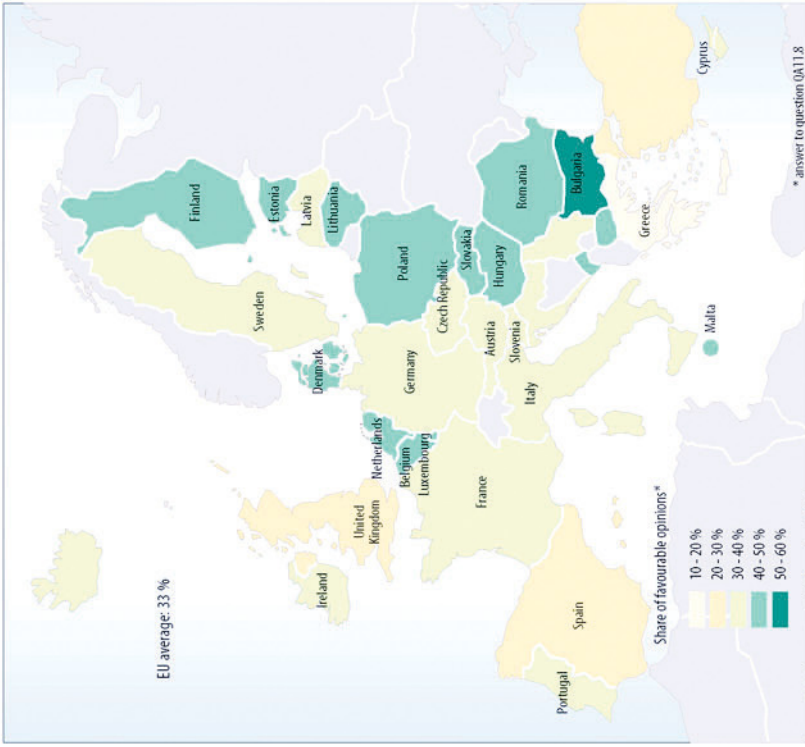 Finland
Estonia
Latvia
Lithuania
Sweden
Denmark
Poland
Germany
Czech Republic
Slovakia
Hungary
Austria
Slovenia
Romania
Bulgaria
Greece
Cyprus
Malta
Italy
Netherlands
Belgium
Luxembourg
France
United
Kingdom
Ireland
Spain
Portugal
EU average: 33 %
Share of favourable opinions*
10 - 20 %
20 - 30 %
30 - 40 %
40 - 50 %
50 - 60 %
* answer to question QA11.8